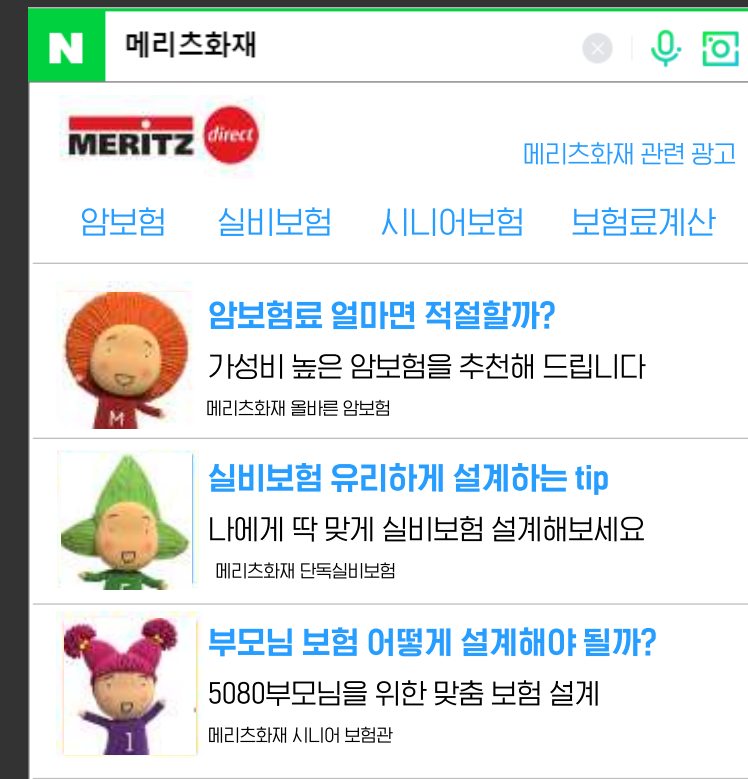 N 메리츠화재
MERITZ direct
메리츠화재 관련 광고
암보험 실비보험 시니어보험 보험료계산
암보험료 얼마면 적절할까?
가성비 높은 암보험을 추천해 드립니다
메리츠화재 올바른 암보험
M
실비보험 유리하게 설계하는 tip
나에게 딱 맞게 실비보험 설계해보세요
메리츠화재 단독실비보험
부모님 보험 어떻게 설계해야 될까?
5080부모님을 위한 맞춤 보험 설계
메리츠화재 시니어 보험관
1